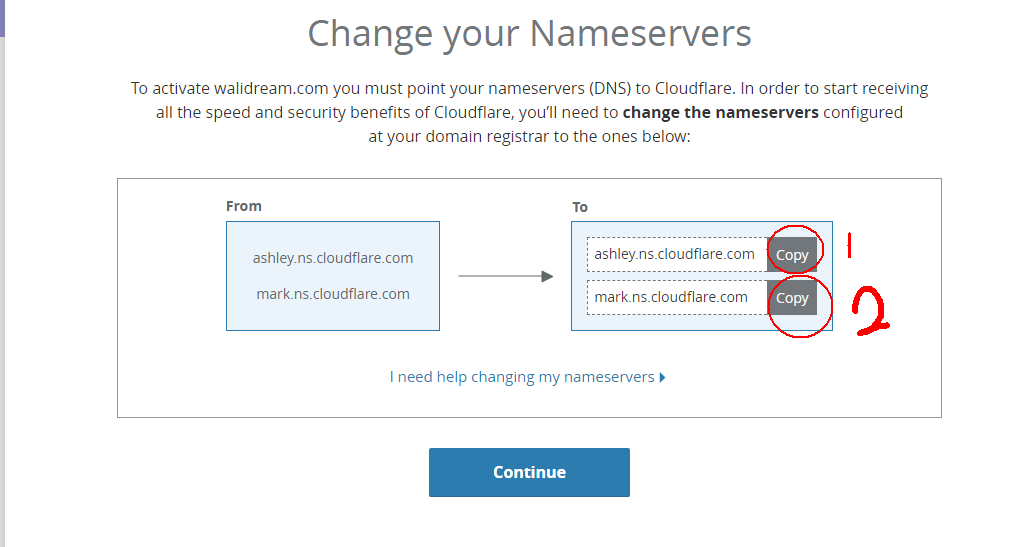 Change your Nameservers
To activate walidream.com you must point your nameservers (DNS) to Cloudflare. In order to start receiving
all the speed and security benefits of Cloudflare, you'll need to change the nameservers configured
at your domain registrar to the ones below:
From
ashley.ns.cloudflare.com
mark.ns.cloudflare.com
To
ashley.ns.cloudflare.com Copy 1
mark.ns.cloudflare.com Copy 2
I need help changing my nameservers
Continue